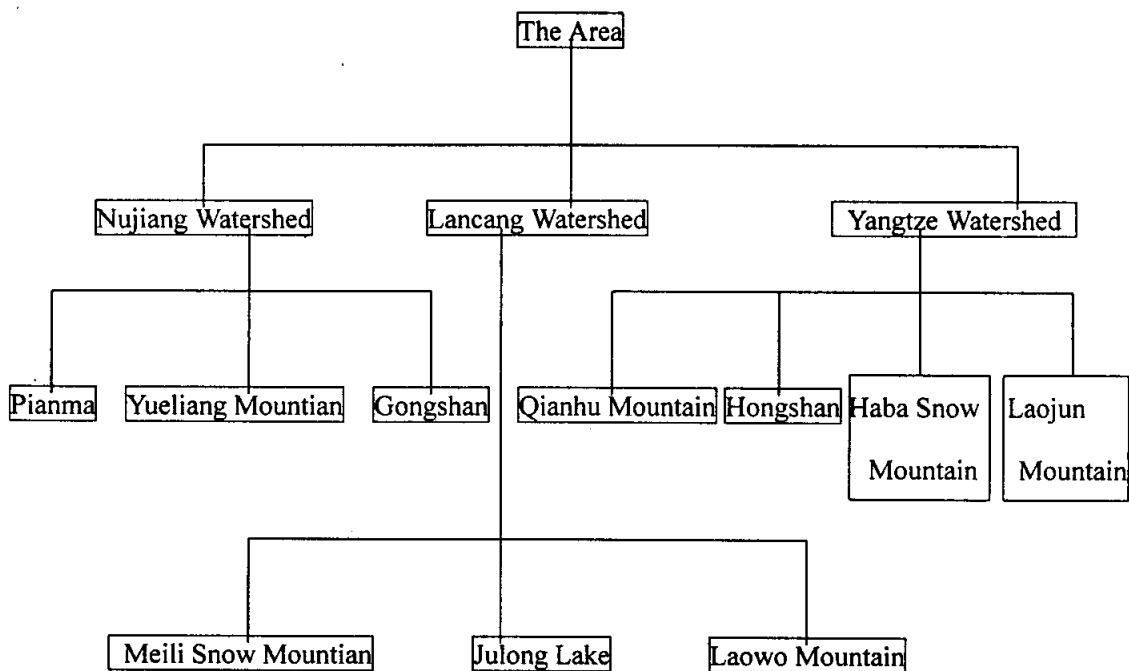 The Area
Nujiang Watershed
Lancang Watershed
Yangtze Watershed
Pianma
Yueliang Mountian
Gongshan
Qianhu Mountain
Hongshan
Haba Snow
Mountain
Laojun
Mountain
Meili Snow Mountian
Julong Lake
Laowo Mountain